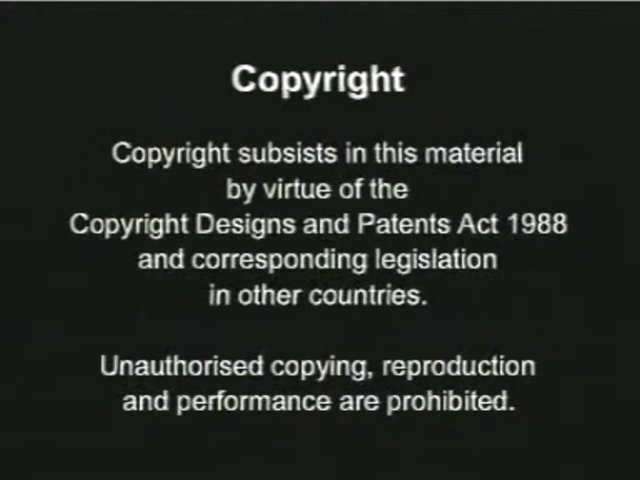 Copyright
Copyright subsists in this material
by virtue of the
Copyright Designs and Patents Act 1988
and corresponding legislation
in other countries.
Unauthorised copying, reproduction
and performance are prohibited.